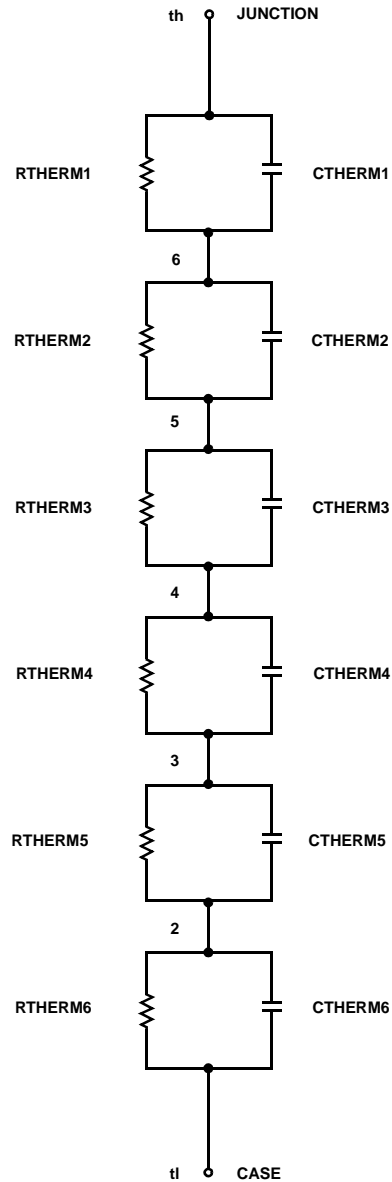 th JUNCTION
RTHERM1 CTHERM1
6
RTHERM2 CTHERM2
5
RTHERM3 CTHERM3
4
RTHERM4 CTHERM4
3
RTHERM5 CTHERM5
2
RTHERM6 CTHERM6
tl CASE